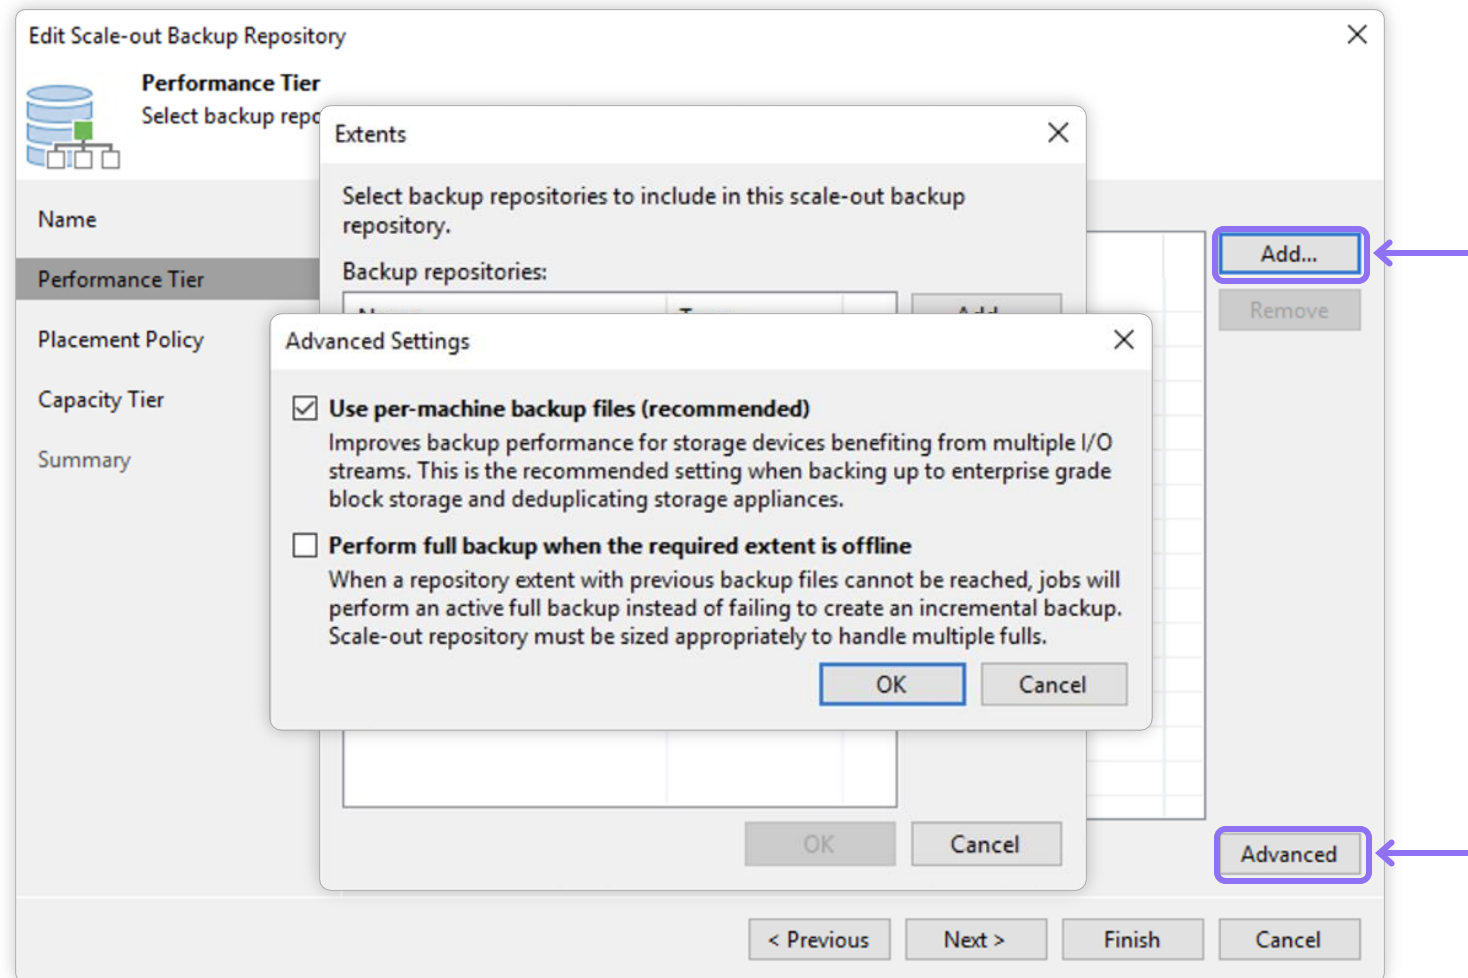 Edit Scale-out Backup Repository
Performance Tier
Select backup repo
Name
Performance Tier
Placement Policy
Capacity Tier
Summary
Extents
Select backup repositories to include in this scale-out backup
repository.
Backup repositories:
Add...
Remove
Advanced Settings
Use per-machine backup files (recommended)
Improves backup performance for storage devices benefiting from multiple I/O
streams. This is the recommended setting when backing up to enterprise grade
block storage and deduplicating storage appliances.
Perform full backup when the required extent is offline
When a repository extent with previous backup files cannot be reached, jobs will
perform an active full backup instead of failing to create an incremental backup.
Scale-out repository must be sized appropriately to handle multiple fulls.
OK Cancel
OK Cancel
Advanced
< Previous Next > Finish Cancel